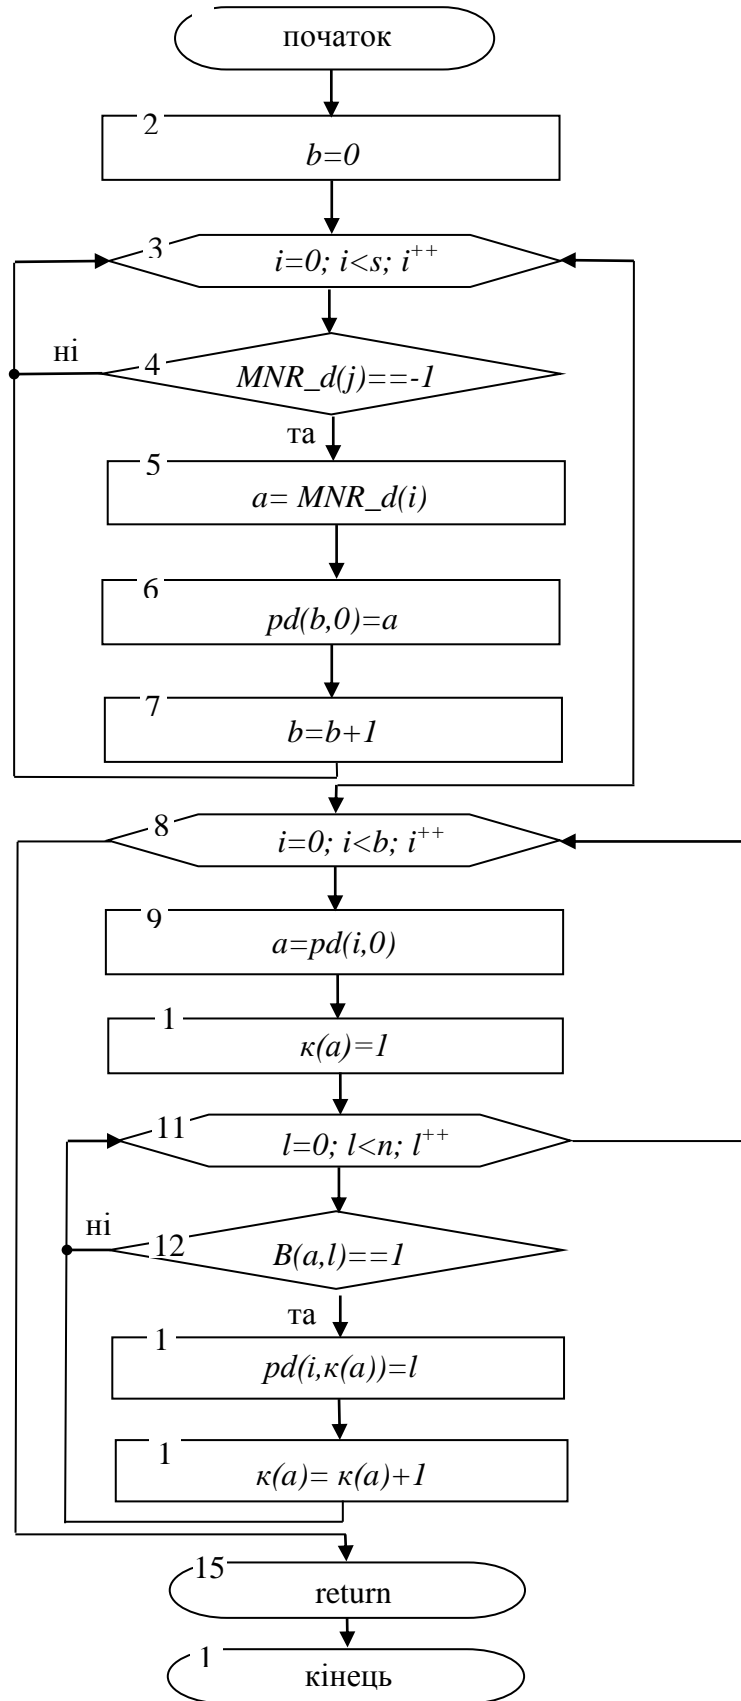 початок
2
b=0
3
i=0; i<s; i++
ні
4
MNR_d(j)==-1
та
5
a= MNR_d(i)
6
pd(b,0)=a
7
b=b+1
8
i=0; i<b; i++
9
a=pd(i,0)
1
к(a)=1
11
l=0; l<n; l++
ні
12
B(a,l)==1
та
1
pd(i,к(a))=l
1
к(a)= к(a)+1
15
return
1
кінець